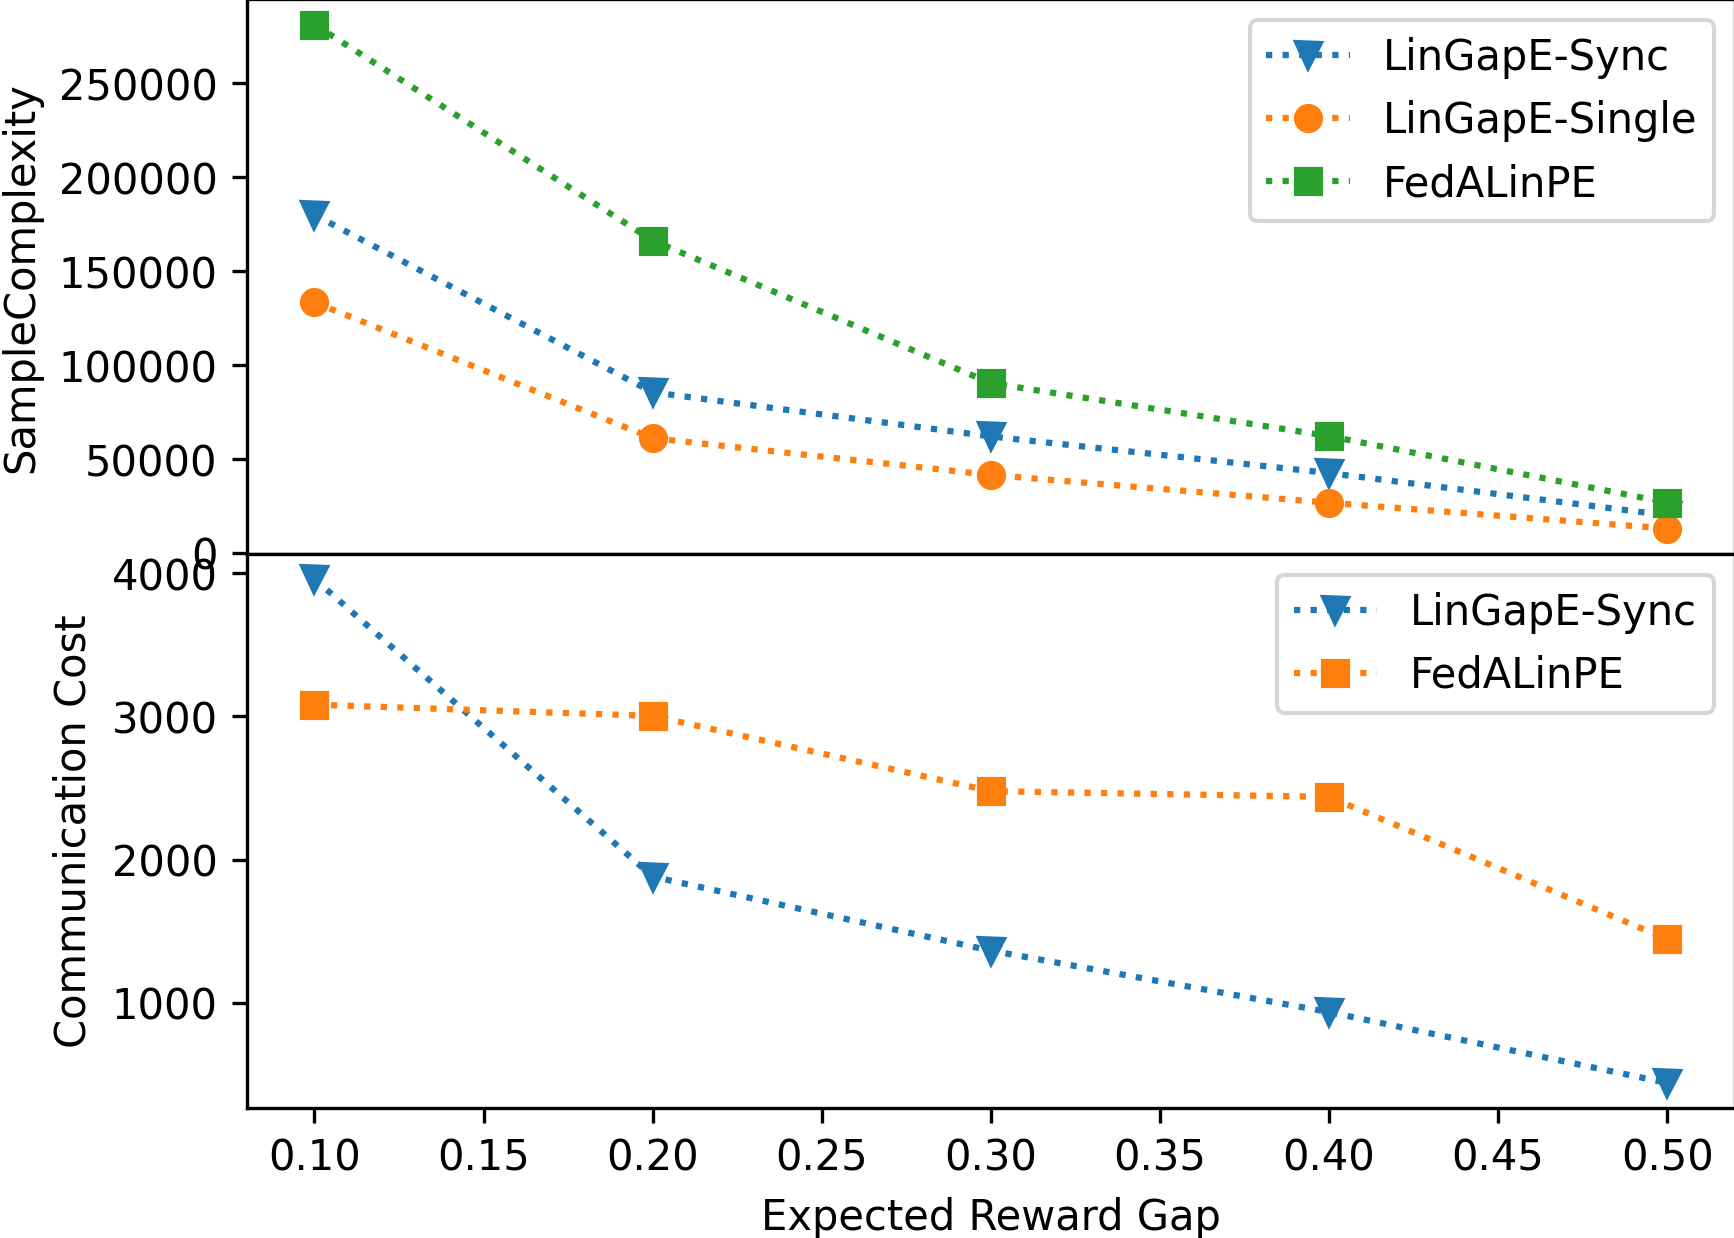 SampleComplexity
250000
200000
150000
100000
50000
0
LinGapE-Sync
LinGapE-Single
FedALinPE
Communication Cost
4000
3000
2000
1000
LinGapE-Sync
FedALinPE
0.10 0.15 0.20 0.25 0.30 0.35 0.40 0.45 0.50
Expected Reward Gap